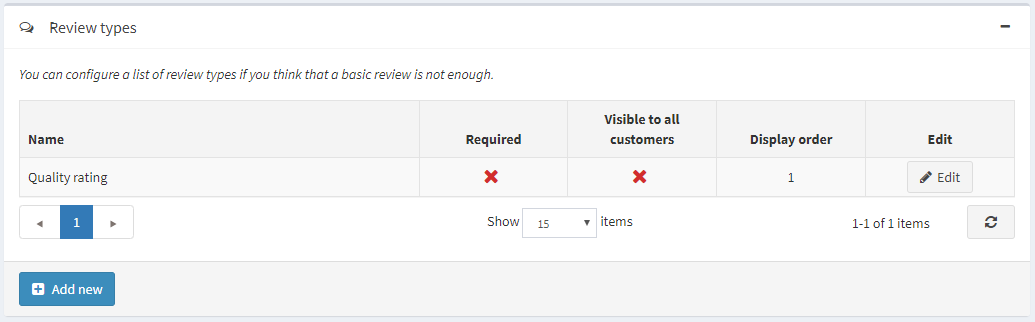 Review types
You can configure a list of review types if you think that a basic review is not enough.
Name Required Visible to all customers Display order Edit
Quality rating 1 Edit
1 Show 15 items 1-1 of 1 items
Add new